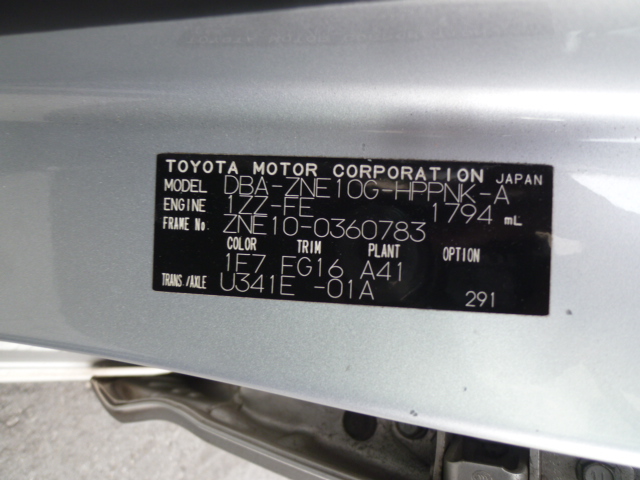 TOYOTA MOTOR CORPORATION JAPAN
MODEL DBA-ZNE10G-HPPNK-A
ENGINE 1ZZ-FE 1794 mL
FRAME No. ZNE10-0360783
COLOR TRIM PLANT OPTION
1F7 FG16 A41
TRANS./AXLE U341E -01A 291